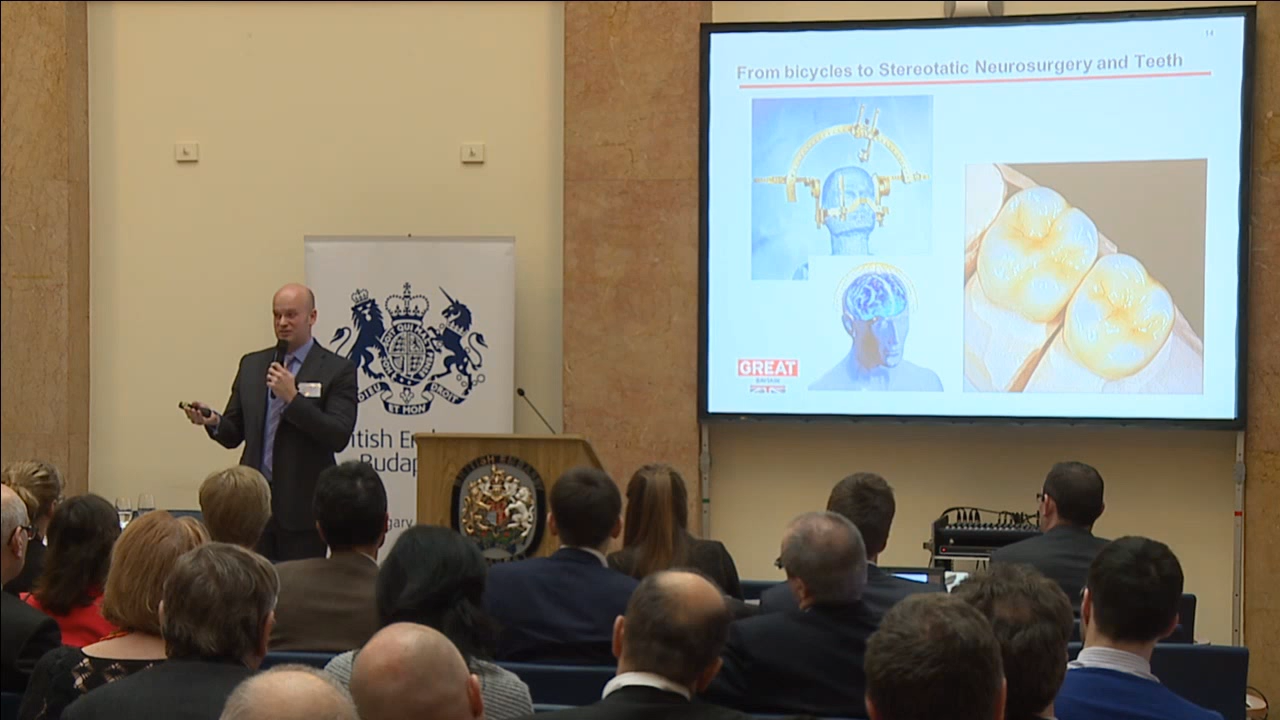 14
From bicycles to Stereotatic Neurosurgery and Teeth
GREAT
BRITAIN
DIEU ET MON DROIT
British Em
Budap
gary